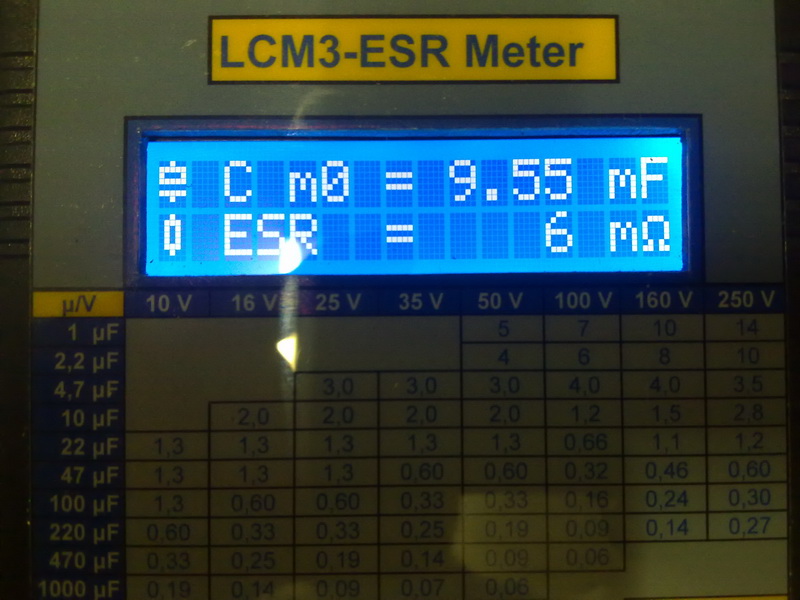 LCM3-ESR Meter
C m0 = 9.55 mF
ESR = 6 mΩ
µ/V 10 V 16 V 25 V 35 V 50 V 100 V 160 V 250 V
1 µF 5 7 10 14
2,2 µF 4 6 8 10
4,7 µF 3,0 3,0 3,0 4,0 4,0 3,5
10 µF 2,0 2,0 2,0 2,0 1,2 1,5 2,8
22 µF 1,3 1,3 1,3 1,3 1,3 0,66 1,1 1,2
47 µF 1,3 1,3 1,3 0,60 0,60 0,32 0,46 0,60
100 µF 1,3 0,60 0,60 0,33 0,33 0,16 0,24 0,30
220 µF 0,60 0,33 0,33 0,25 0,19 0,09 0,14 0,27
470 µF 0,33 0,25 0,19 0,14 0,09 0,06
1000 µF 0,19 0,14 0,09 0,07 0,06